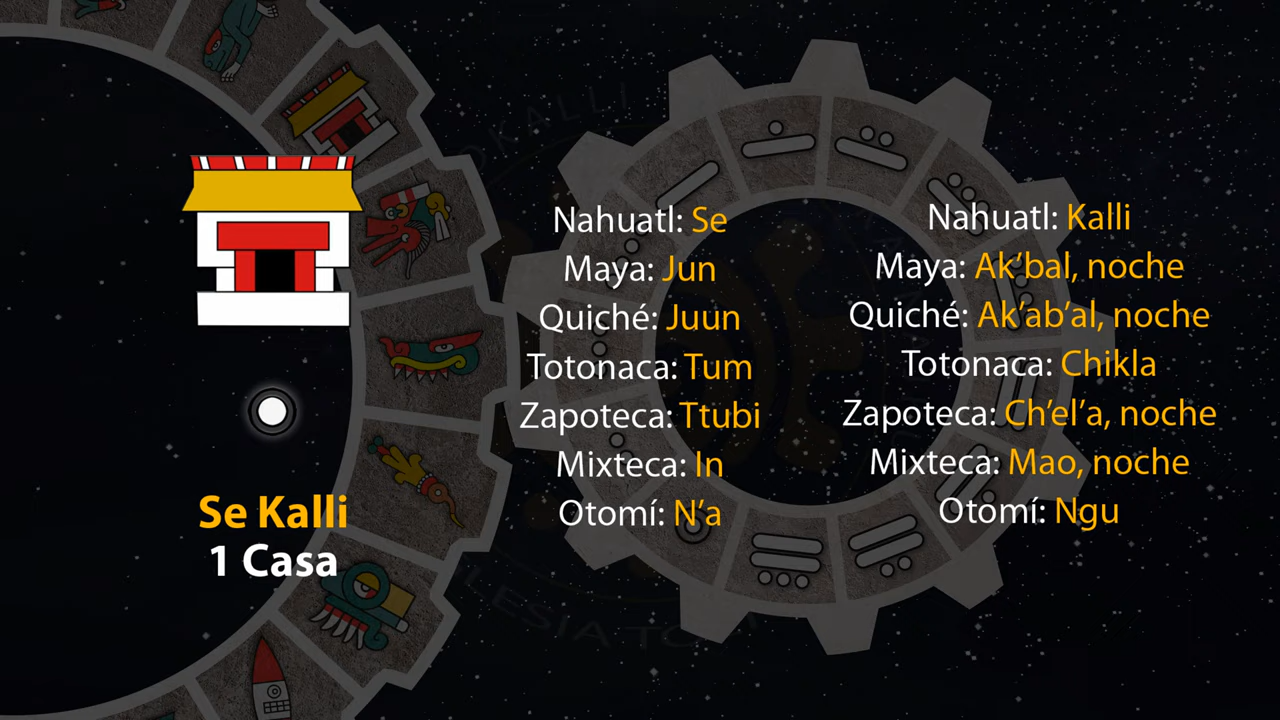 Nahuatl: Se
Maya: Jun
Quiché: Juun
Totonaca: Tum
Zapoteca: Ttubi
Mixteca: In
Otomí: N’a
Nahuatl: Kalli
Maya: Ak’bal, noche
Quiché: Ak’ab’al, noche
Totonaca: Chikla
Zapoteca: Ch’el’a, noche
Mixteca: Mao, noche
Otomí: Ngu
Se Kalli
1 Casa